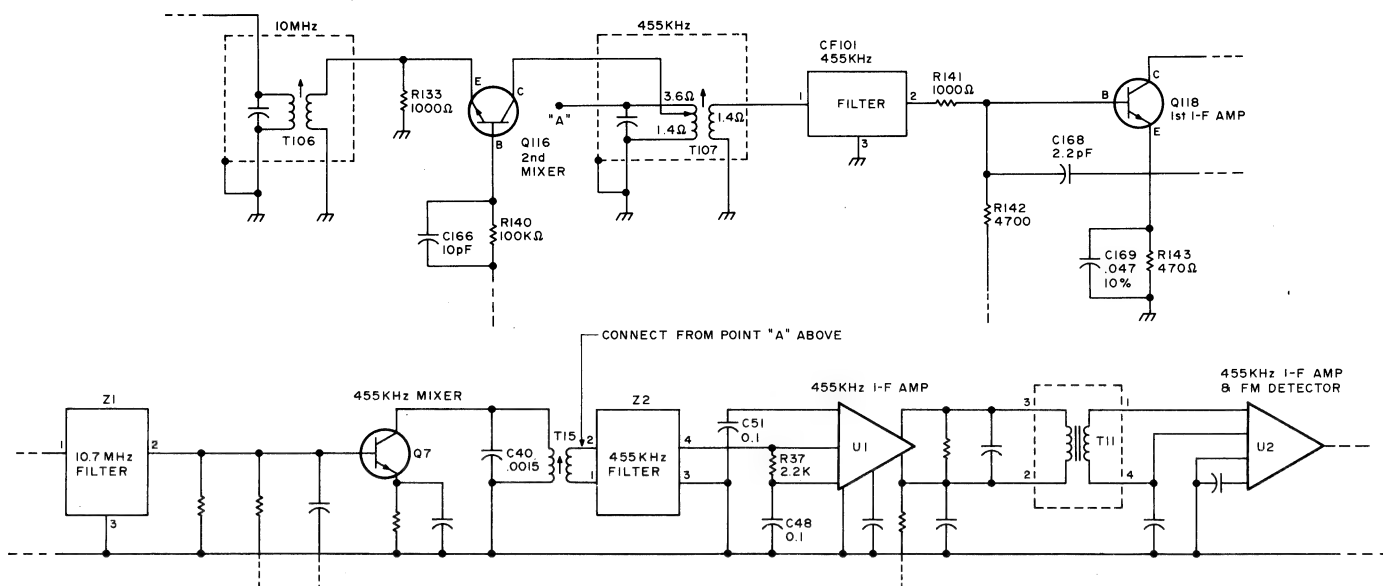 10MHz
455KHz
CF101
455KHz
R133
1000Ω
E
C
"A"
3.6Ω
1.4Ω
1.4Ω
1
FILTER
2
R141
1000Ω
B
C
Q118
1st I-F AMP
E
T106
Q116
2nd
MIXER
B
T107
3
C168
2.2pF
C166
10pF
R140
100KΩ
R142
4700
C169
.047
10%
R143
470Ω
CONNECT FROM POINT "A" ABOVE
Z1
455KHz MIXER
Z2
455KHz I-F AMP
455KHz I-F AMP
& FM DETECTOR
1
10.7 MHz
FILTER
2
3
Q7
C40
.0015
T15
2
1
455KHz
FILTER
4
3
C51
0.1
R37
2.2K
C48
0.1
U1
3
2
T11
1
4
U2